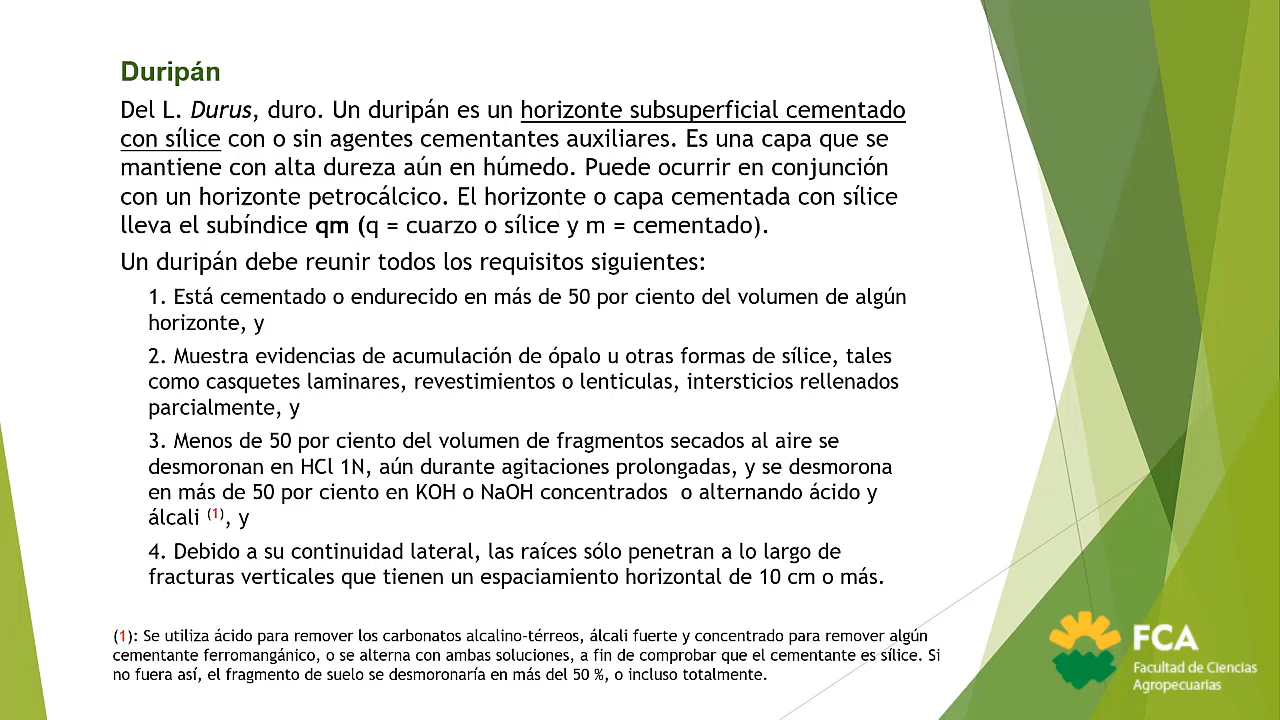 Duripán
Del L. Durus, duro. Un duripán es un horizonte subsuperficial cementado
con sílice con o sin agentes cementantes auxiliares. Es una capa que se
mantiene con alta dureza aún en húmedo. Puede ocurrir en conjunción
con un horizonte petrocálcico. El horizonte o capa cementada con sílice
lleva el subíndice qm (q = cuarzo o sílice y m = cementado).
Un duripán debe reunir todos los requisitos siguientes:
1. Está cementado o endurecido en más de 50 por ciento del volumen de algún
horizonte, y
2. Muestra evidencias de acumulación de ópalo u otras formas de sílice, tales
como casquetes laminares, revestimientos o lenticulas, intersticios rellenados
parcialmente, y
3. Menos de 50 por ciento del volumen de fragmentos secados al aire se
desmoronan en HCl 1N, aún durante agitaciones prolongadas, y se desmorona
en más de 50 por ciento en KOH o NaOH concentrados o alternando ácido y
álcali (1), y
4. Debido a su continuidad lateral, las raíces sólo penetran a lo largo de
fracturas verticales que tienen un espaciamiento horizontal de 10 cm o más.
(1): Se utiliza ácido para remover los carbonatos alcalino-térreos, álcali fuerte y concentrado para remover algún
cementante ferromangánico, o se alterna con ambas soluciones, a fin de comprobar que el cementante es sílice. Si
no fuera así, el fragmento de suelo se desmoronaría en más del 50 %, o incluso totalmente.
FCA
Facultad de Ciencias
Agropecuarias